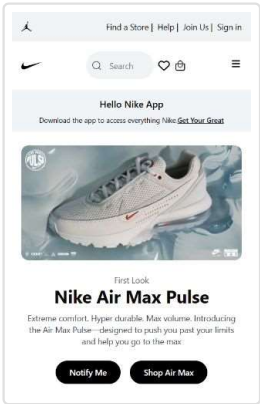 Find a Store | Help | Join Us | Sign in
Search
Hello Nike App
Download the app to access everything Nike.Get Your Great
PULSE
First Look
Nike Air Max Pulse
Extreme comfort. Hyper durable. Max volume. Introducing
the Air Max Pulse—designed to push you past your limits
and help you go to the max
Notify Me
Shop Air Max